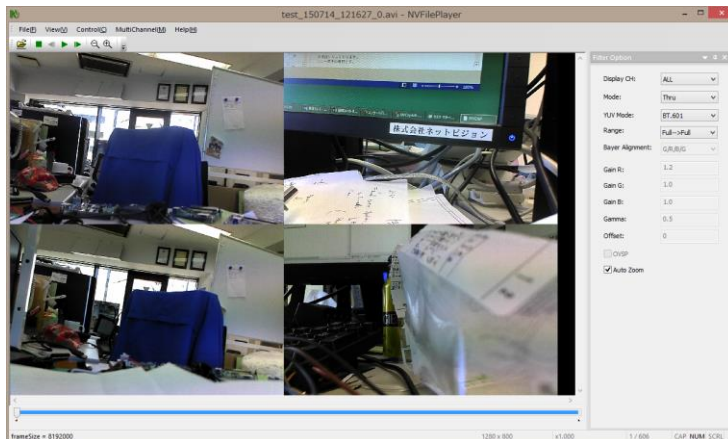 test_150714_121627_0.avi - NVFilePlayer
File(F) View(V) Control(C) MultiChannel(M) Help(H)
株式会社ネットビジョン
Filter Option
Display CH: ALL
Mode: Thru
YUV Mode: BT.601
Range: Full-->Full
Bayer Alignment: G/R/B/G
Gain R: 1.2
Gain G: 1.0
Gain B: 1.0
Gamma: 0.5
Offset: 0
OVSP
Auto Zoom
frameSize = 8192000 1280 x 800 x1.000 1 / 606 CAP NUM SCRL